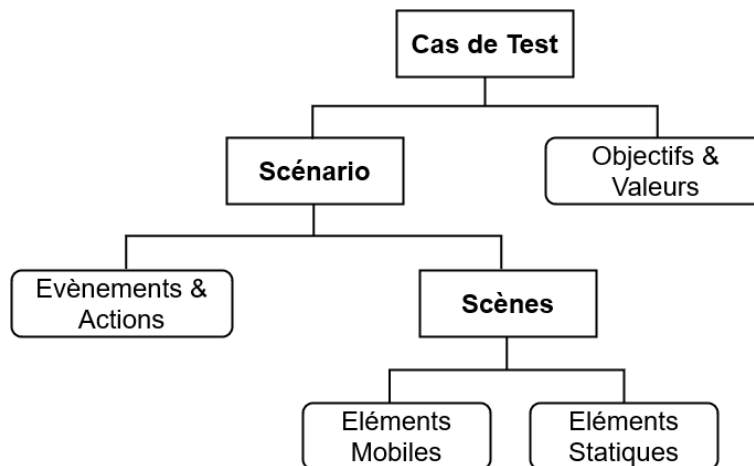 Cas de Test
Scénario
Objectifs &
Valeurs
Evènements &
Actions
Scènes
Eléments
Mobiles
Eléments
Statiques